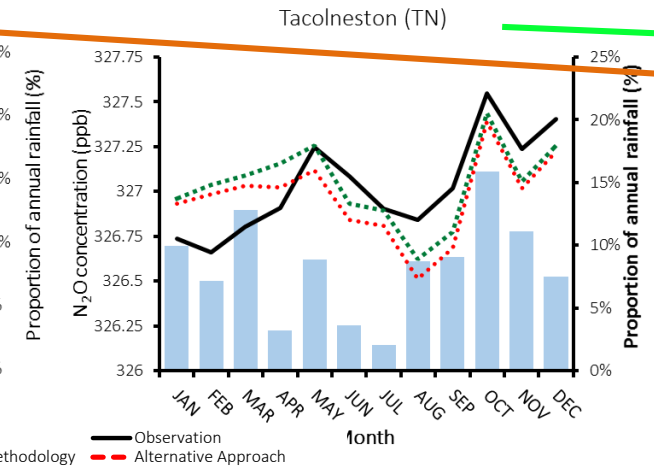 Tacolneston (TN)
Proportion of annual rainfall (%)
N2O concentration (ppb)
327.75
327.5
327.25
327
326.75
326.5
326.25
326
25%
20%
15%
10%
5%
0%
Proportion of annual rainfall (%)
JAN
FEB
MAR
APR
MAY
JUN
JUL
AUG
SEP
OCT
NOV
DEC
Month
Observation
ethodology
Alternative Approach